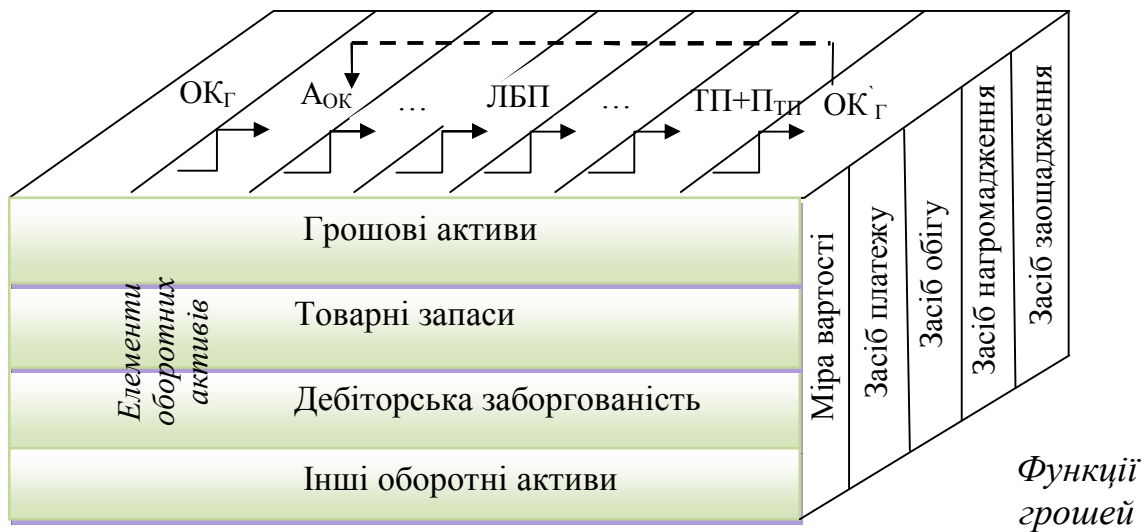 ОКГ АОК … ЛБП … ТП+ПТП ОК`Г
Грошові активи
Товарні запаси
Дебіторська заборгованість
Інші оборотні активи
Елементи
оборотних
активів
Міра вартості
Засіб платежу
Засіб обігу
Засіб нагромадження
Засіб заощадження
Функції
грошей